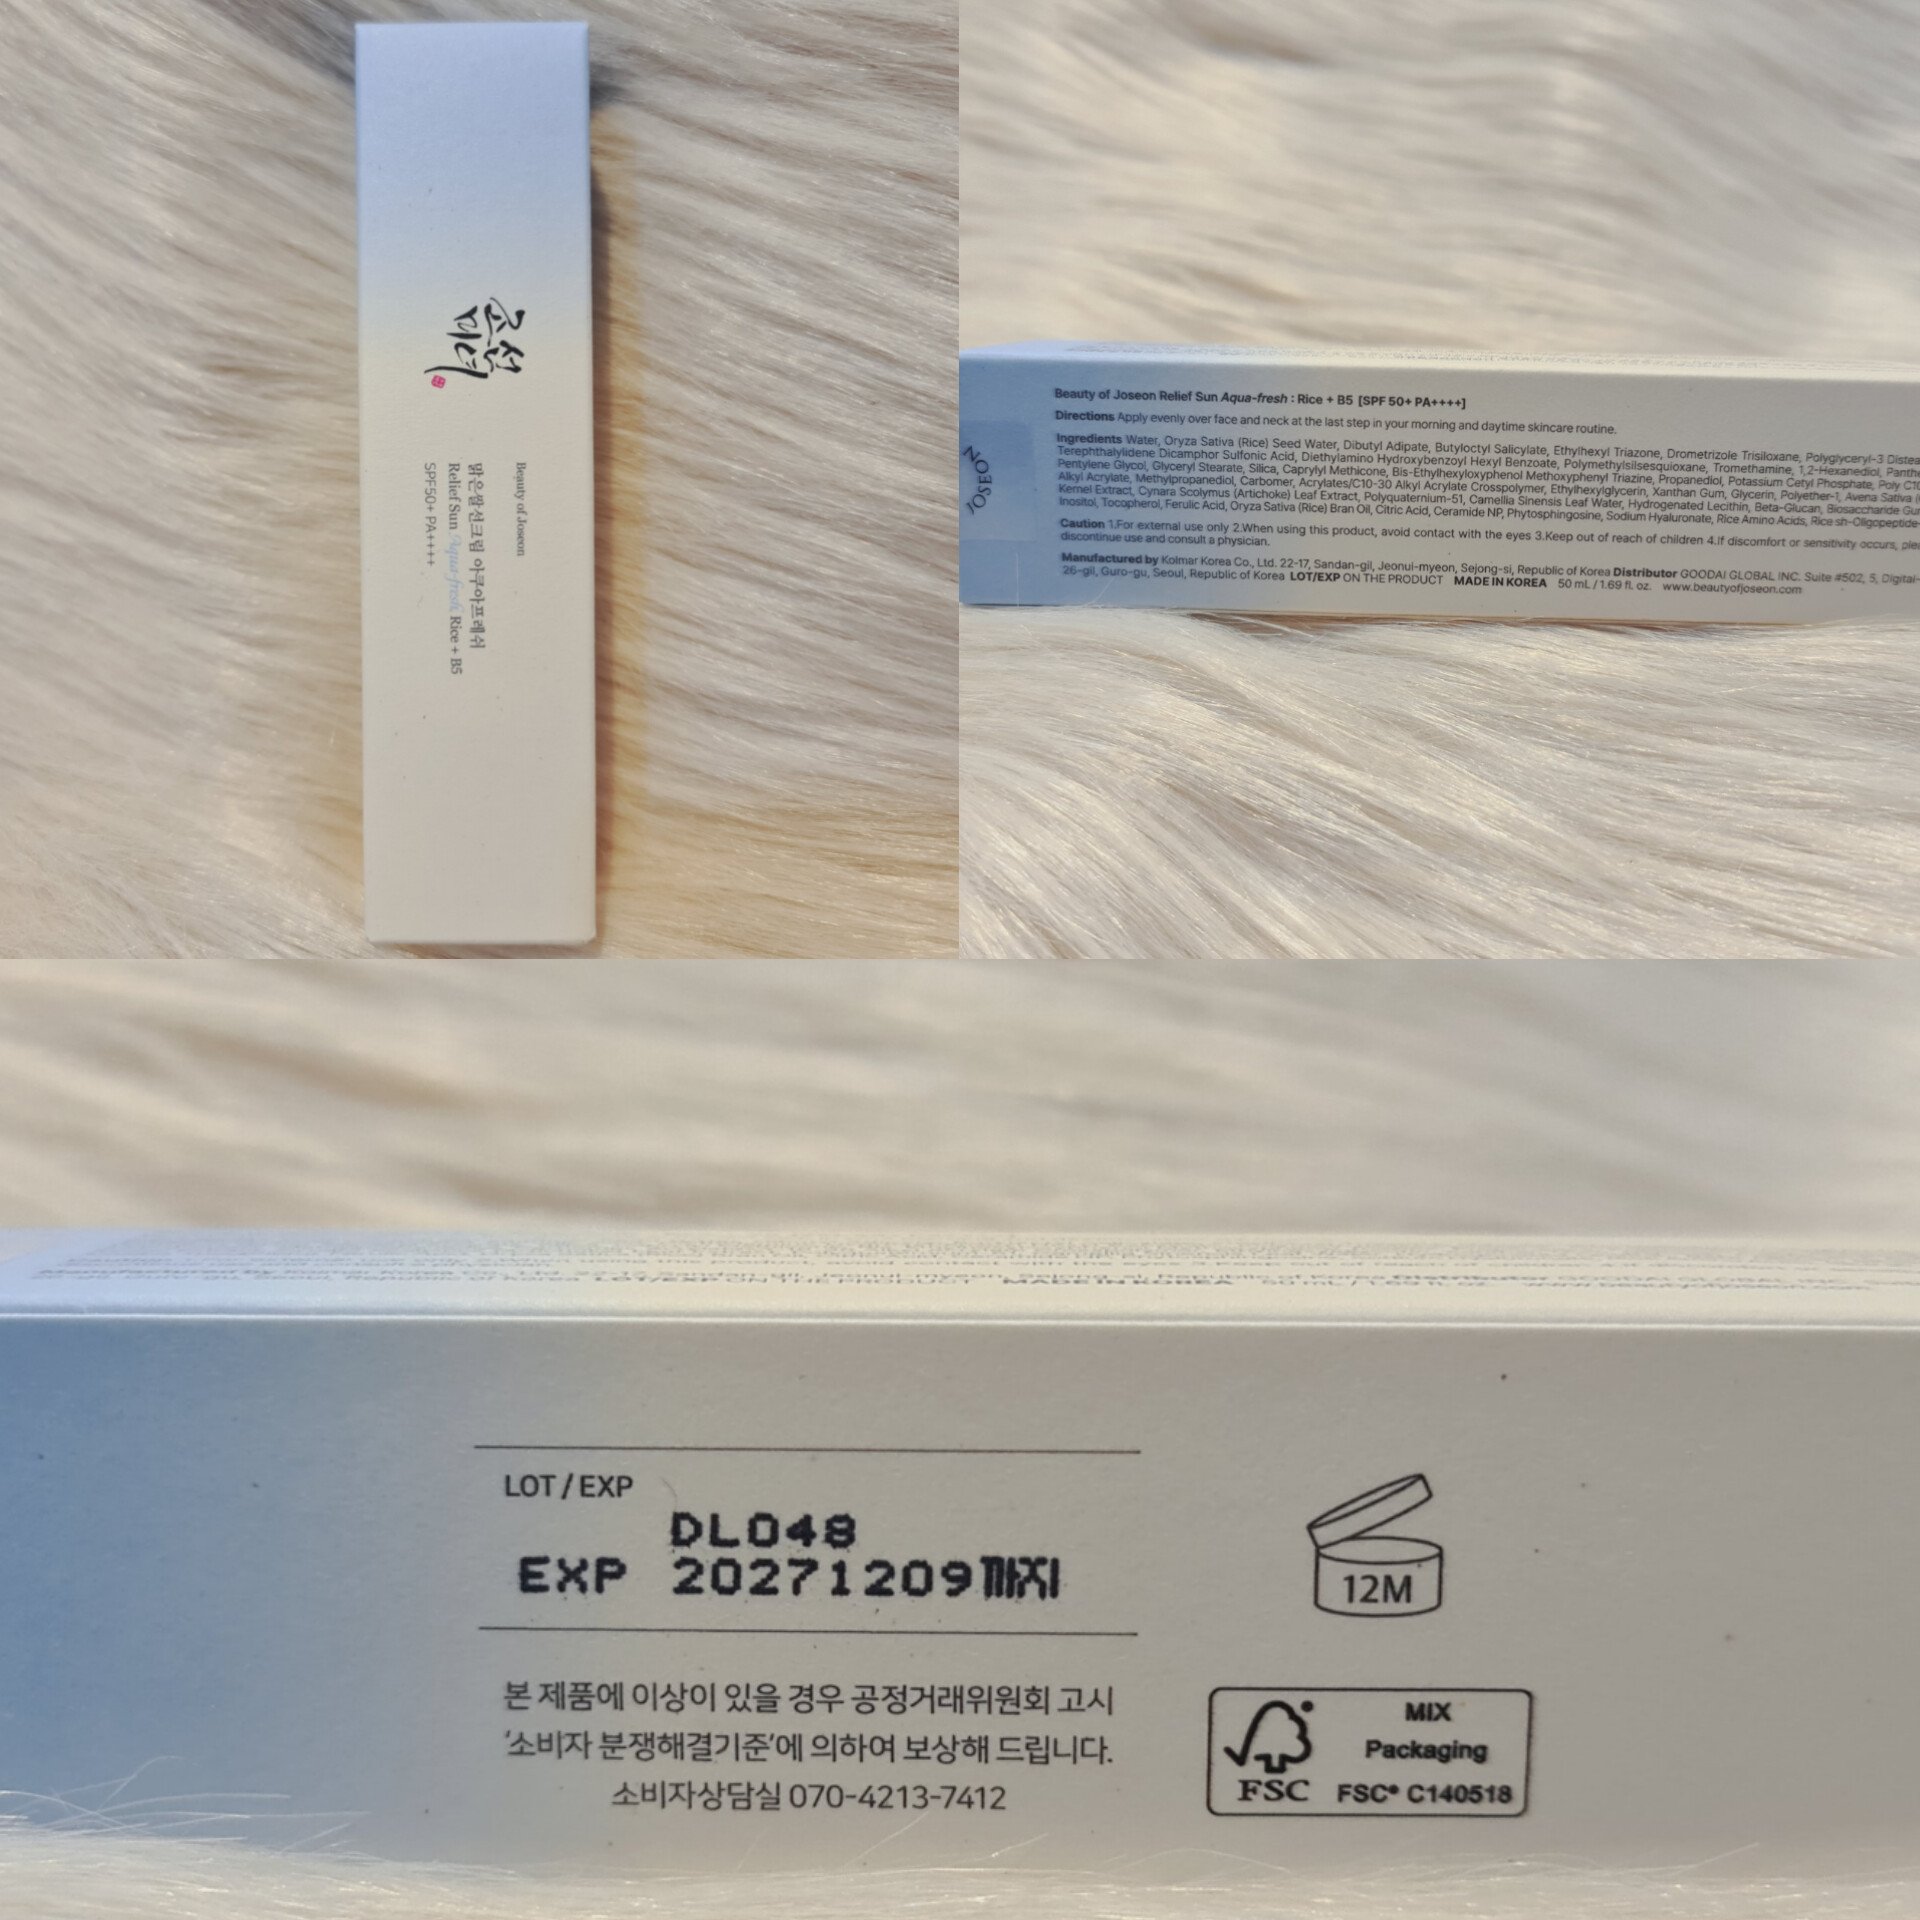 조선
미녀
Beauty of Joseon
맑은쌀선크림 아쿠아프레쉬
Relief Sun Aqua-fresh Rice + B5
SPF50+ PA++++
JOSEON
Beauty of Joseon Relief Sun Aqua-fresh : Rice + B5 [SPF 50+ PA++++]
Directions Apply evenly over face and neck at the last step in your morning and daytime skincare routine.
Ingredients Water, Oryza Sativa (Rice) Seed Water, Dibutyl Adipate, Butyloctyl Salicylate, Ethylhexyl Triazone, Drometrizole Trisiloxane, Polyglyceryl-3
Terephthalylidene Dicamphor Sulfonic Acid, Diethylamino Hydroxybenzoyl Hexyl Benzoate, Polymethylsilsesquioxane, Tromethamine, 1,2-Hexanediol,
Pentylene Glycol, Glyceryl Stearate, Silica, Caprylyl Methicone, Bis-Ethylhexyloxyphenol Methoxyphenyl Triazine, Propanediol, Potassium Cetyl Phosphate, Poly
Alkyl Acrylate, Methylpropanediol, Carbomer, Acrylates/C10-30 Alkyl Acrylate Crosspolymer, Ethylhexylglycerin, Xanthan Gum, Glycerin, Polyether-1, Avena Sativa
Kernel Extract, Cynara Scolymus (Artichoke) Leaf Extract, Polyquaternium-51, Camellia Sinensis Leaf Water, Hydrogenated Lecithin, Beta-Glucan, Biosaccharide
Inositol, Tocopherol, Ferulic Acid, Oryza Sativa (Rice) Bran Oil, Citric Acid, Ceramide NP, Phytosphingosine, Sodium Hyaluronate, Rice Amino Acids, Rice sh-Oligopeptide-
Caution 1.For external use only 2.When using this product, avoid contact with the eyes 3.Keep out of reach of children 4.If discomfort or sensitivity occurs,
discontinue use and consult a physician.
Manufactured by Kolmar Korea Co., Ltd. 22-17, Sandan-gil, Jeonui-myeon, Sejong-si, Republic of Korea Distributor GOODAI GLOBAL INC. Suite #502, 5, Digital-
26-gil, Guro-gu, Seoul, Republic of Korea LOT/EXP ON THE PRODUCT MADE IN KOREA 50 mL / 1.69 fl. oz. www.beautyofjoseon.com
LOT / EXP
DL048
EXP 20271209까지
12M
본 제품에 이상이 있을 경우 공정거래위원회 고시
'소비자 분쟁해결기준'에 의하여 보상해 드립니다.
소비자상담실 070-4213-7412
MIX
Packaging
FSC
FSC® C140518